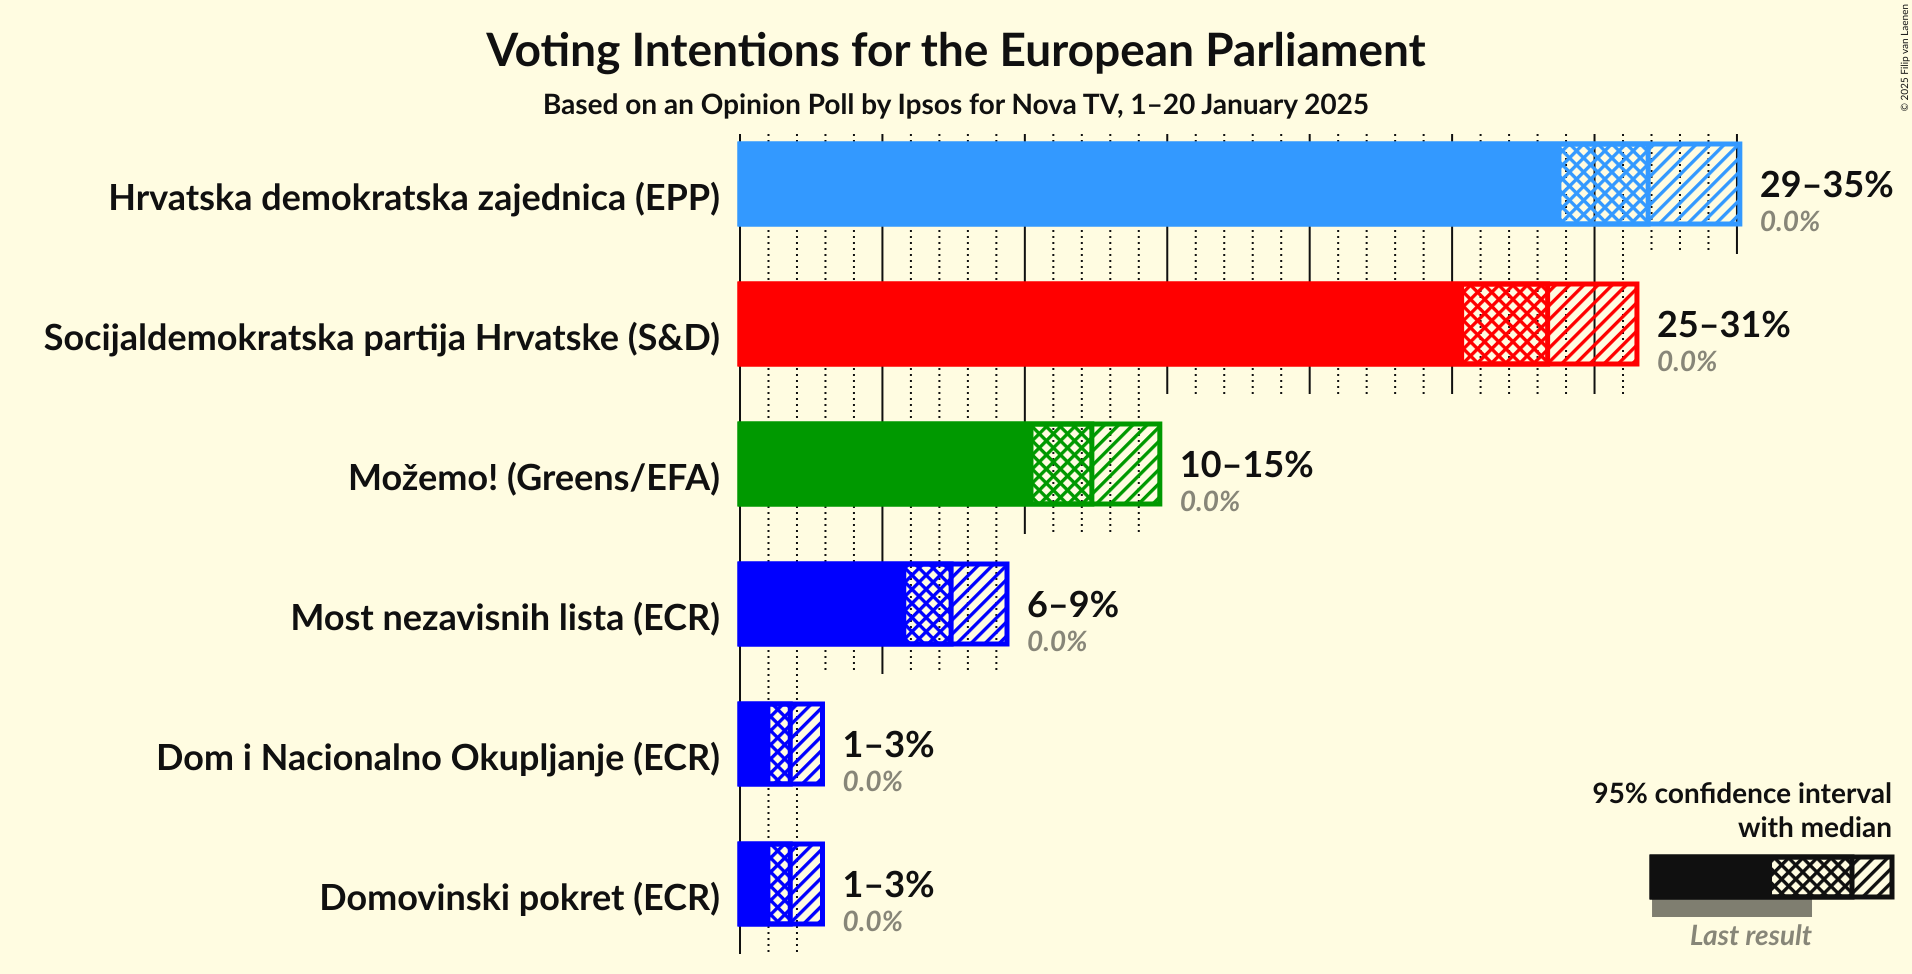 Voting Intentions for the European Parliament
Based on an Opinion Poll by Ipsos for Nova TV, 1–20 January 2025
© 2025 Filip van Laenen
Hrvatska demokratska zajednica (EPP)
29–35%
0.0%
Socijaldemokratska partija Hrvatske (S&D)
25–31%
0.0%
Možemo! (Greens/EFA)
10–15%
0.0%
Most nezavisnih lista (ECR)
6–9%
0.0%
Dom i Nacionalno Okupljanje (ECR)
1–3%
0.0%
Domovinski pokret (ECR)
1–3%
0.0%
95% confidence interval
with median
Last result